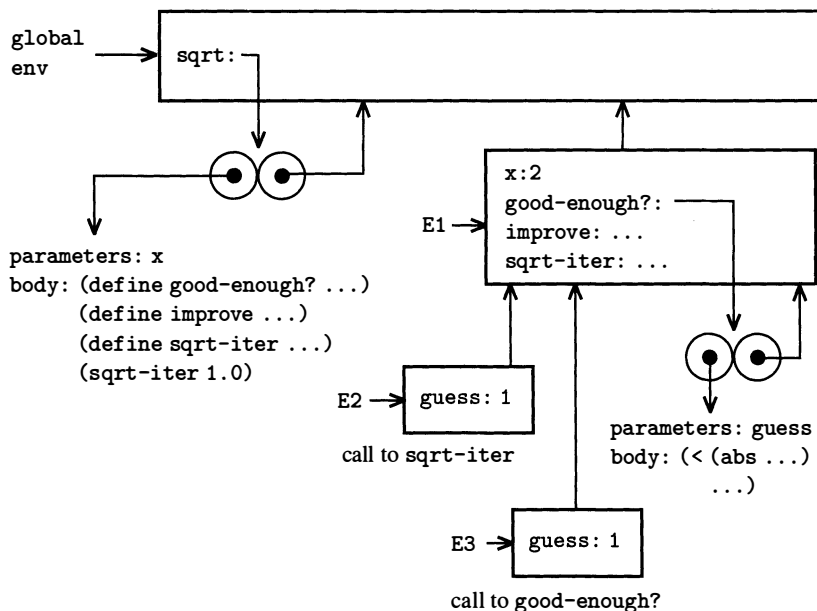 global
env
sqrt:
x:2
good-enough?:
E1
improve: ...
sqrt-iter: ...
parameters: x
body: (define good-enough? ...)
(define improve ...)
(define sqrt-iter ...)
(sqrt-iter 1.0)
E2
guess: 1
call to sqrt-iter
parameters: guess
body: (< (abs ...)
...)
E3
guess: 1
call to good-enough?